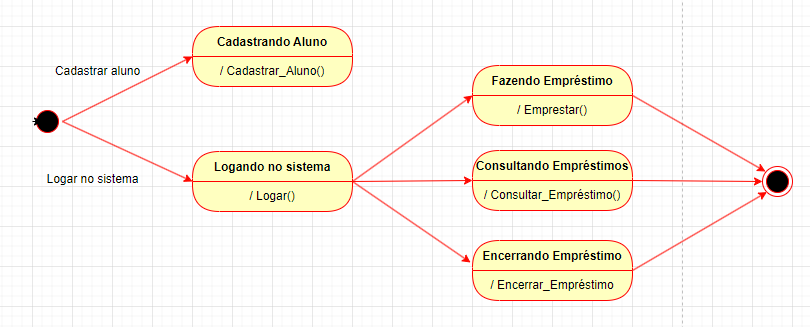 Cadastrando Aluno
/ Cadastrar_Aluno()
Cadastrar aluno
Logar no sistema
Logando no sistema
/ Logar()
Fazendo Empréstimo
/ Emprestar()
Consultando Empréstimos
/ Consultar_Empréstimo()
Encerrando Empréstimo
/ Encerrar_Empréstimo